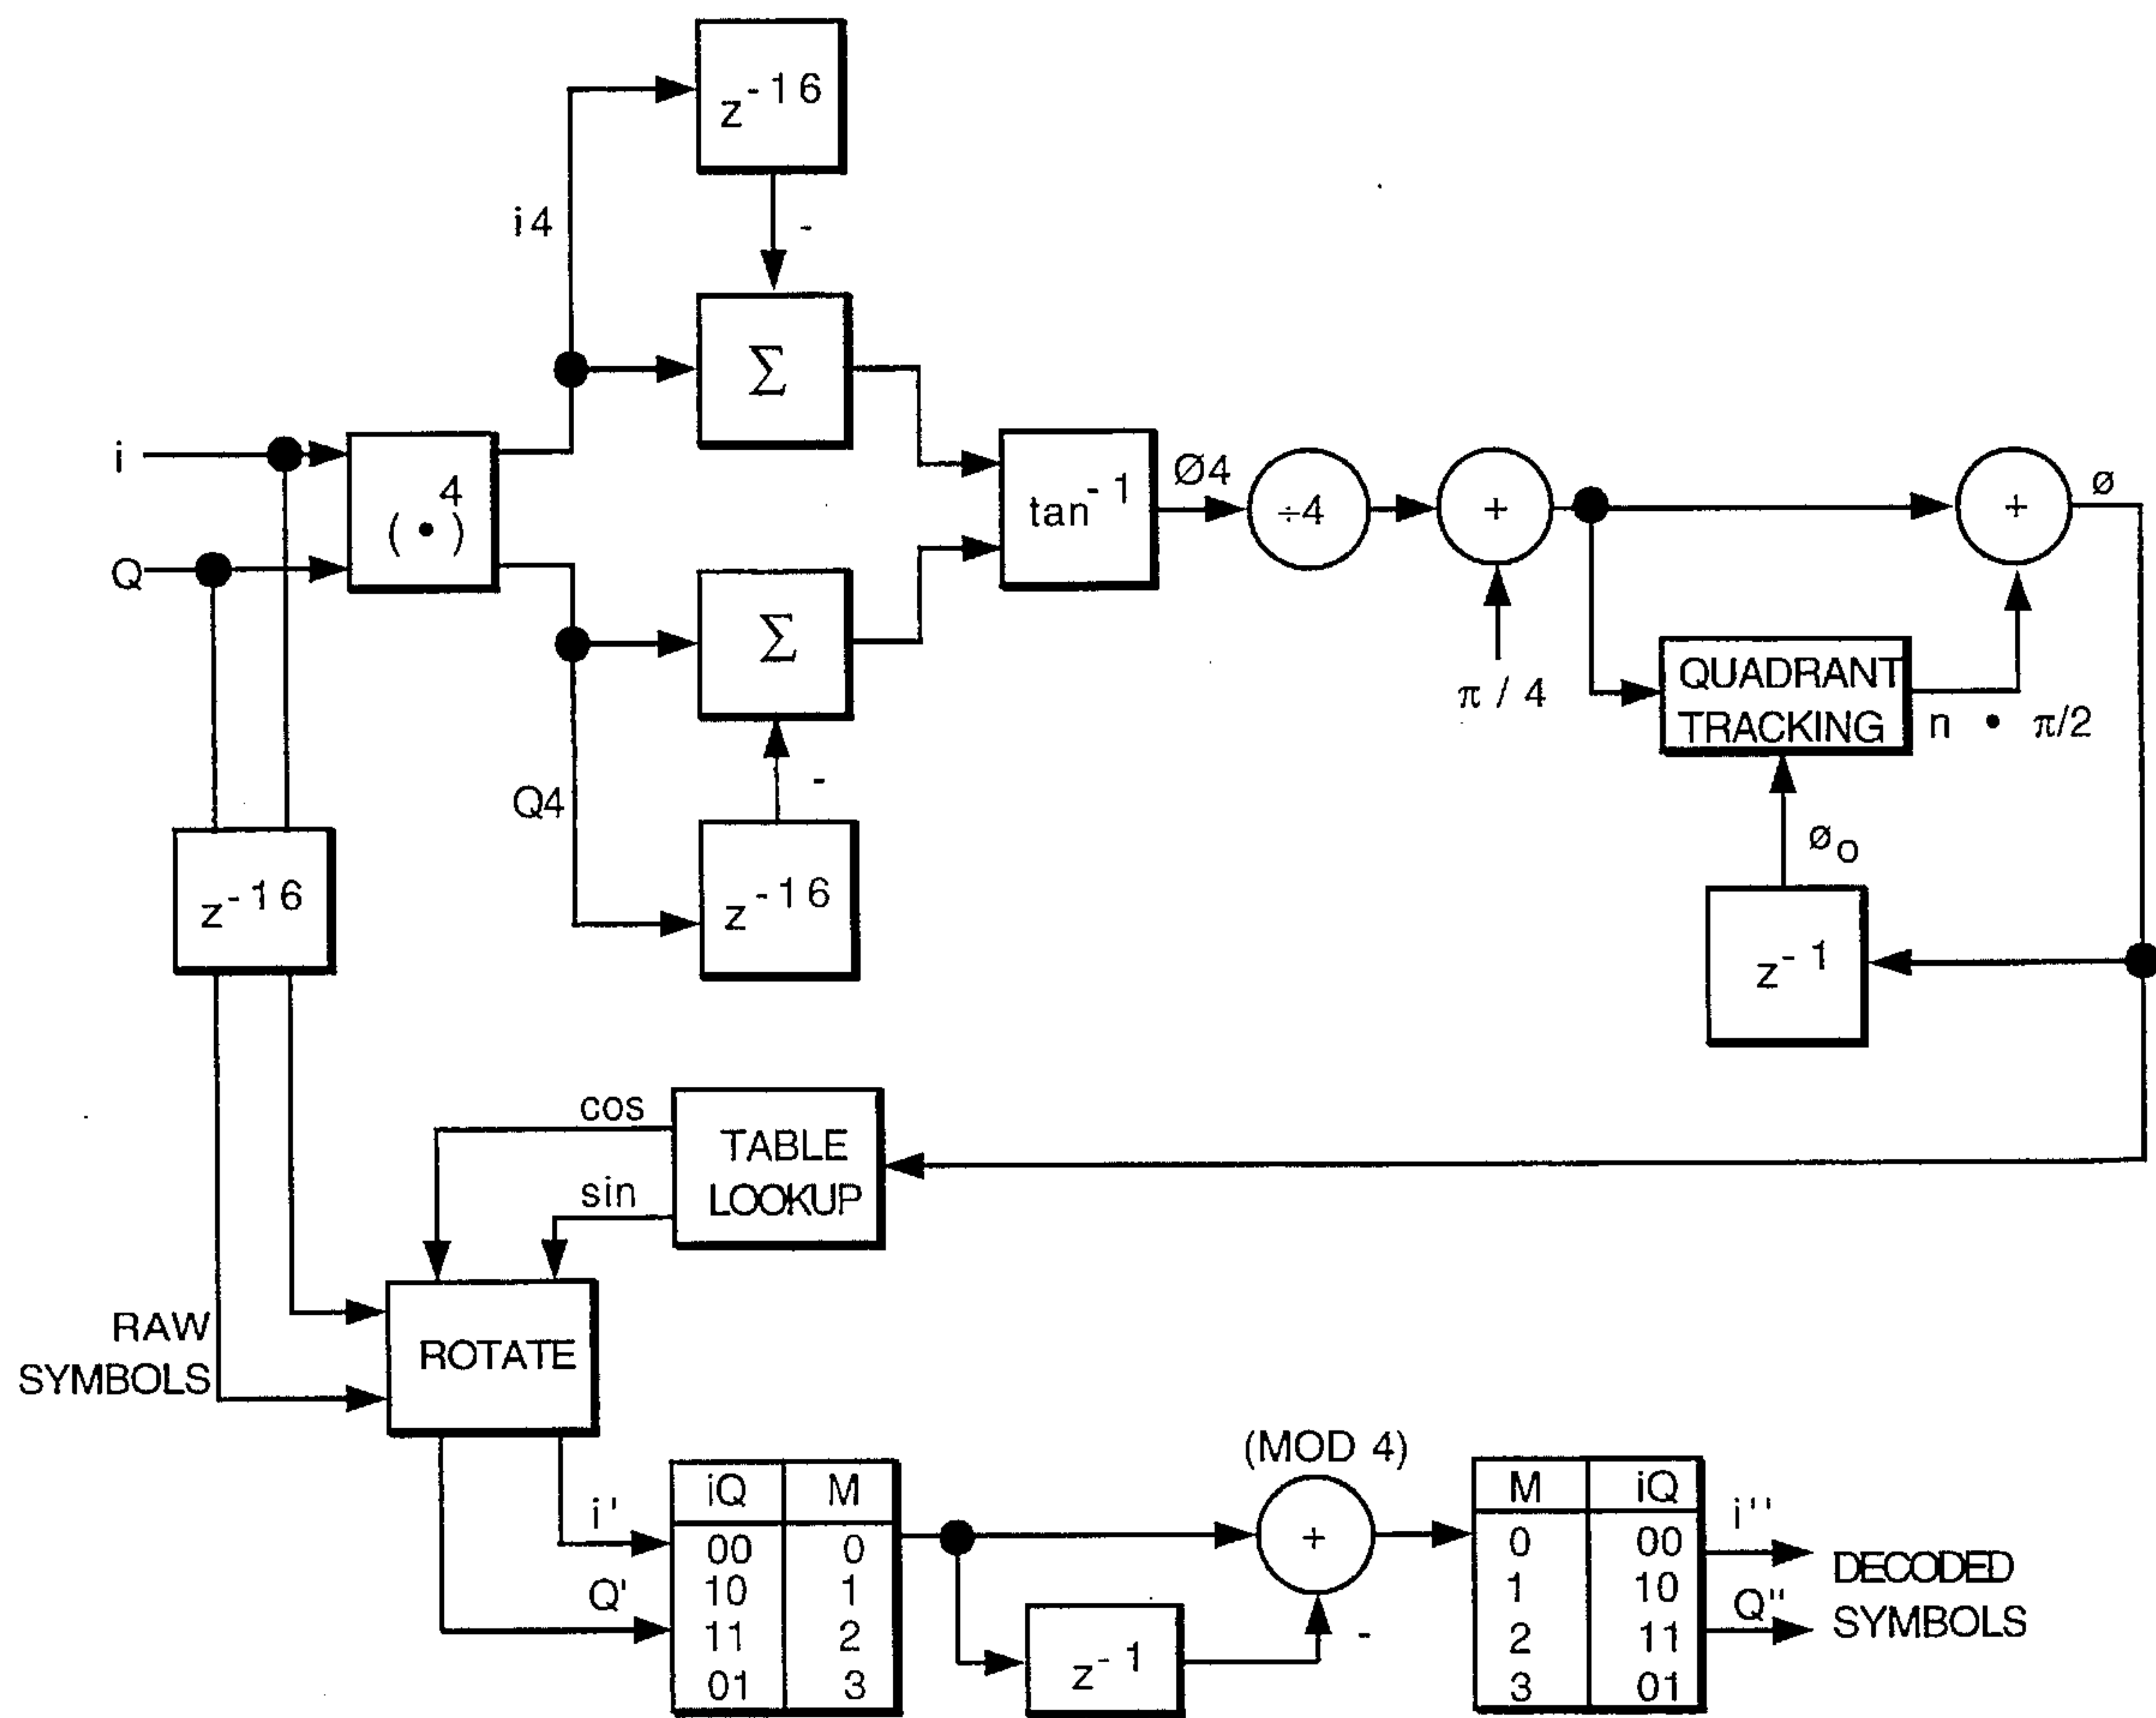 z⁻¹⁶
i4
-
Σ
i
(•)⁴
Q
tan⁻¹
Ø4
÷4
+
+
ø
π / 4
QUADRANT
TRACKING
n • π/2
Σ
-
Q4
z⁻¹⁶
z⁻¹⁶
øo
z⁻¹
cos
sin
TABLE
LOOKUP
RAW
SYMBOLS
ROTATE
i'
Q'
iQ M
00 0
10 1
11 2
01 3
(MOD 4)
+
-
z⁻¹
M iQ
0 00
1 10
2 11
3 01
i''
Q''
DECODED
SYMBOLS